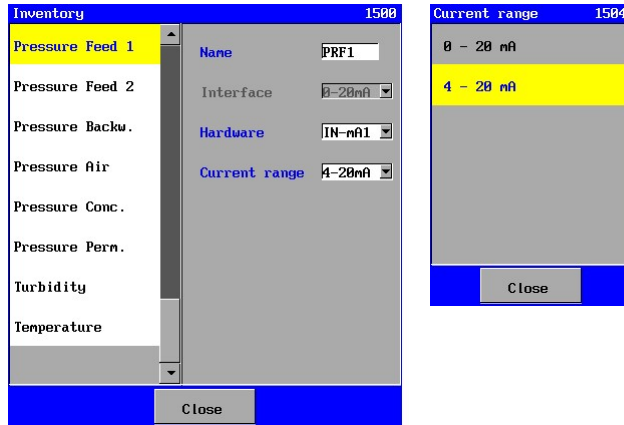 Inventory 1500
Pressure Feed 1
Pressure Feed 2
Pressure Backw.
Pressure Air
Pressure Conc.
Pressure Perm.
Turbidity
Temperature
Name PRF1
Interface 0-20mA
Hardware IN-mA1
Current range 4-20mA
Close
Current range 1504
0 - 20 mA
4 - 20 mA
Close